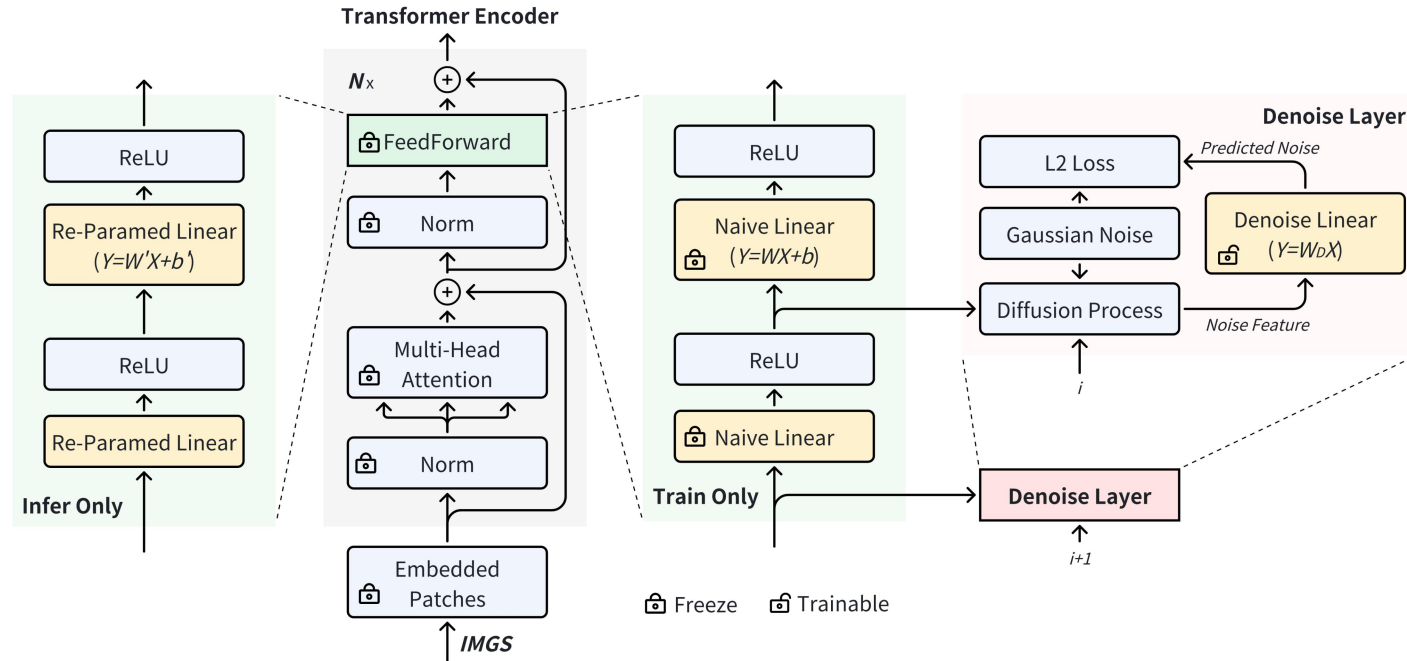 Transformer Encoder
Nx
FeedForward
Norm
Multi-Head
Attention
Norm
Embedded
Patches
IMGS
ReLU
Re-Paramed Linear
(Y=W'X+b')
ReLU
Re-Paramed Linear
Infer Only
ReLU
Naive Linear
(Y=WX+b)
ReLU
Naive Linear
Train Only
Denoise Layer
L2 Loss
Predicted Noise
Gaussian Noise
Denoise Linear
(Y=WDX)
Diffusion Process
Noise Feature
i
Denoise Layer
i+1
Freeze
Trainable